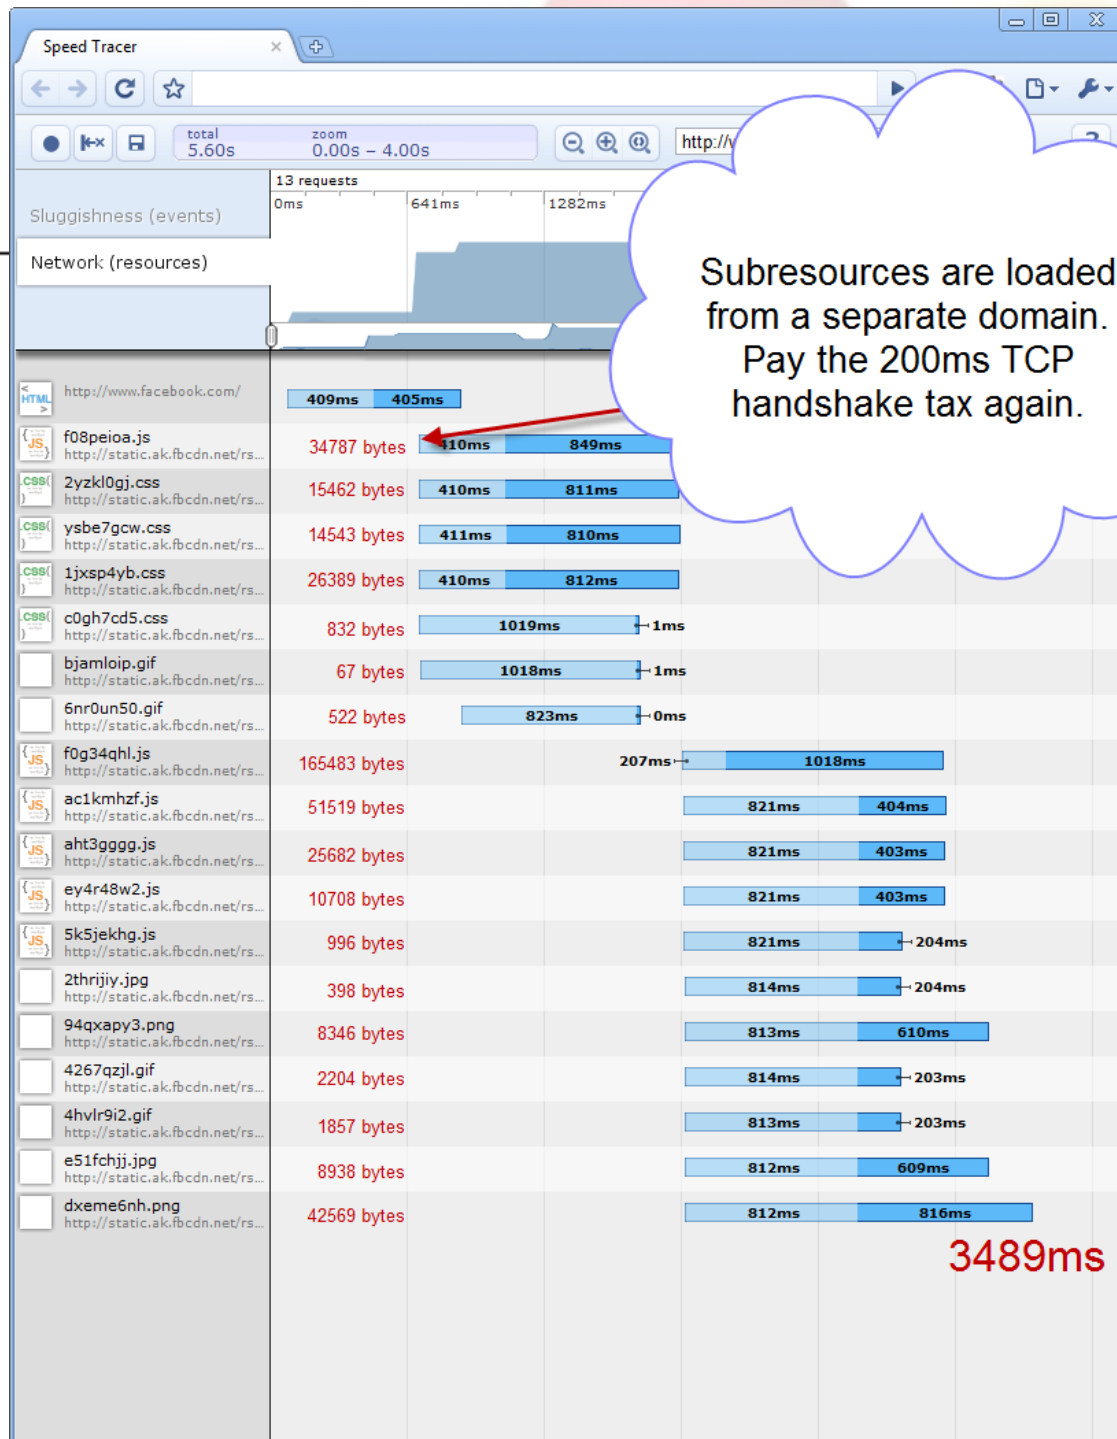 Speed Tracer
total
5.60s
zoom
0.00s – 4.00s
http://
13 requests
0ms
641ms
1282ms
Sluggishness (events)
Network (resources)
Subresources are loaded
from a separate domain.
Pay the 200ms TCP
handshake tax again.
HTML
http://www.facebook.com/
409ms 405ms
JS f08peioa.js
http://static.ak.fbcdn.net/rs...
34787 bytes 410ms 849ms
.CSS{ } 2yzkl0gj.css
http://static.ak.fbcdn.net/rs...
15462 bytes 410ms 811ms
.CSS{ } ysbe7gcw.css
http://static.ak.fbcdn.net/rs...
14543 bytes 411ms 810ms
.CSS{ } 1jxsp4yb.css
http://static.ak.fbcdn.net/rs...
26389 bytes 410ms 812ms
.CSS{ } c0gh7cd5.css
http://static.ak.fbcdn.net/rs...
832 bytes 1019ms 1ms
bjamloip.gif
http://static.ak.fbcdn.net/rs...
67 bytes 1018ms 1ms
6nr0un50.gif
http://static.ak.fbcdn.net/rs...
522 bytes 823ms 0ms
JS f0g34qhl.js
http://static.ak.fbcdn.net/rs...
165483 bytes 207ms 1018ms
JS ac1kmhzf.js
http://static.ak.fbcdn.net/rs...
51519 bytes 821ms 404ms
JS aht3gggg.js
http://static.ak.fbcdn.net/rs...
25682 bytes 821ms 403ms
JS ey4r48w2.js
http://static.ak.fbcdn.net/rs...
10708 bytes 821ms 403ms
JS 5k5jekhg.js
http://static.ak.fbcdn.net/rs...
996 bytes 821ms 204ms
2thrijiy.jpg
http://static.ak.fbcdn.net/rs...
398 bytes 814ms 204ms
94qxapy3.png
http://static.ak.fbcdn.net/rs...
8346 bytes 813ms 610ms
4267qzjl.gif
http://static.ak.fbcdn.net/rs...
2204 bytes 814ms 203ms
4hvlr9i2.gif
http://static.ak.fbcdn.net/rs...
1857 bytes 813ms 203ms
e51fchjj.jpg
http://static.ak.fbcdn.net/rs...
8938 bytes 812ms 609ms
dxeme6nh.png
http://static.ak.fbcdn.net/rs...
42569 bytes 812ms 816ms
3489ms